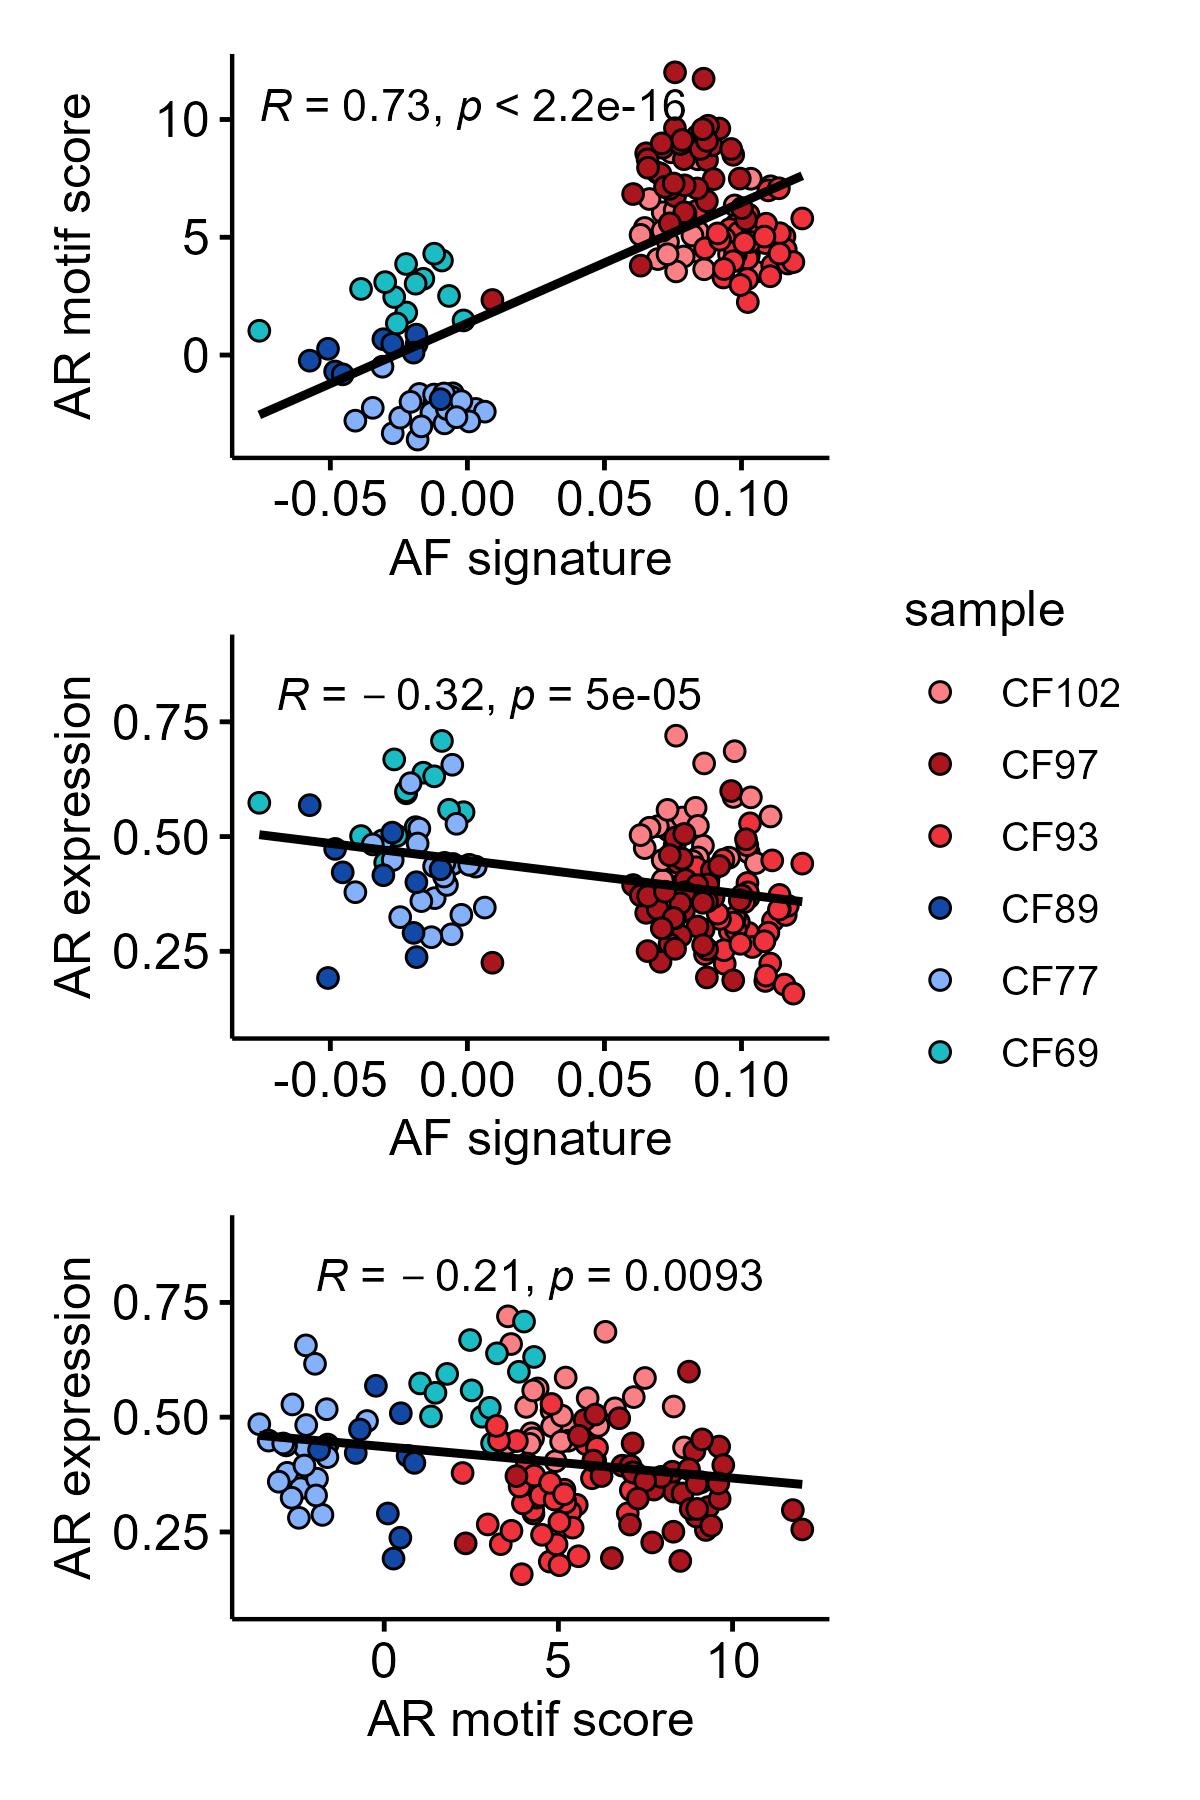 R = 0.73, p < 2.2e-16
AR motif score
10
5
0
-0.05 0.00 0.05 0.10
AF signature
R = − 0.32, p = 5e-05
AR expression
0.75
0.50
0.25
-0.05 0.00 0.05 0.10
AF signature
sample
CF102
CF97
CF93
CF89
CF77
CF69
R = − 0.21, p = 0.0093
AR expression
0.75
0.50
0.25
0 5 10
AR motif score